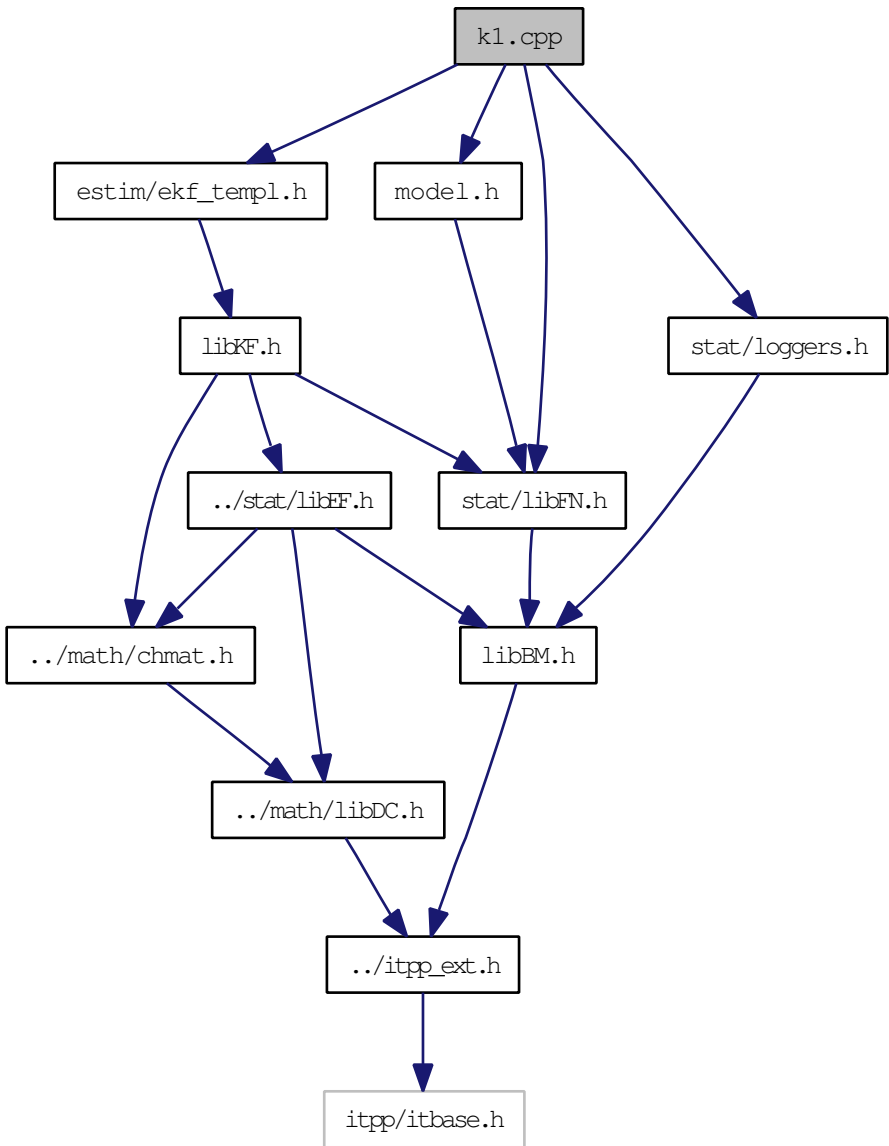 k1.cpp
estim/ekf_templ.h
model.h
libKF.h
stat/loggers.h
../stat/libEF.h
stat/libFN.h
../math/chmat.h
libBM.h
../math/libDC.h
../itpp_ext.h
itpp/itbase.h